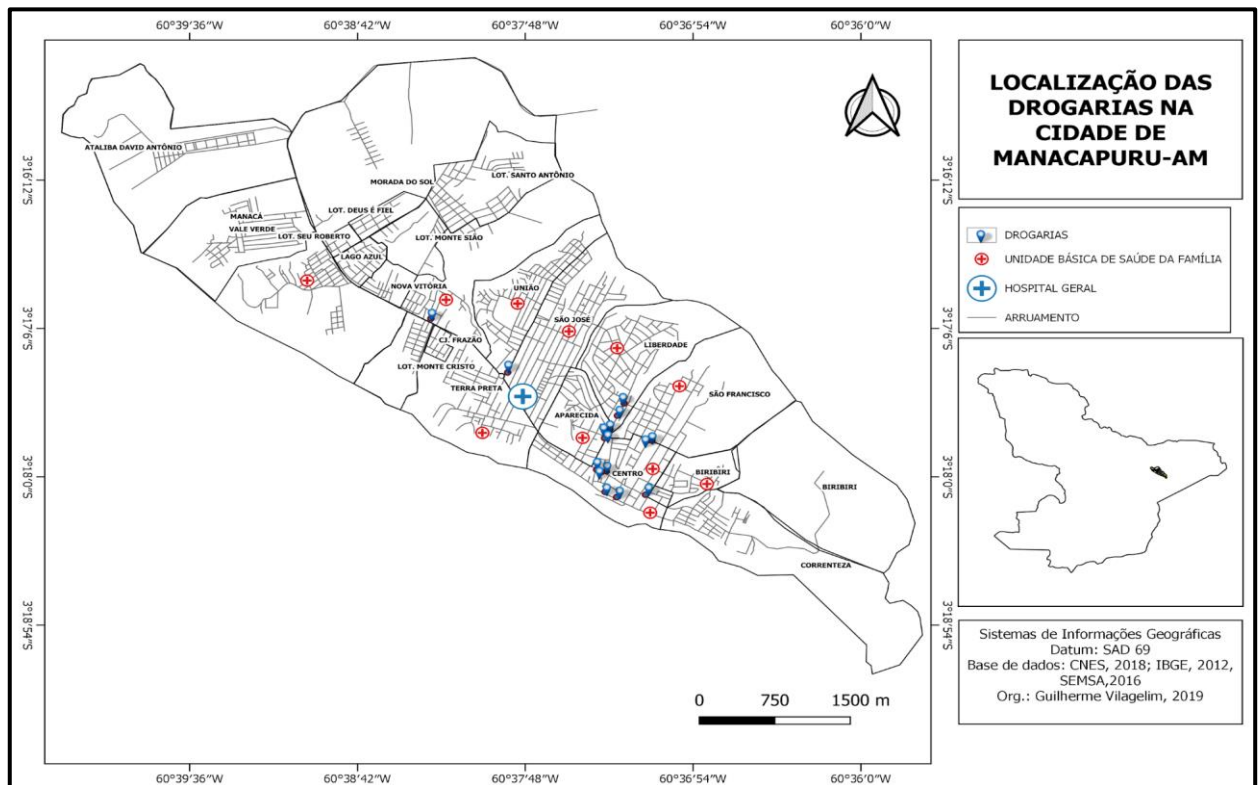 60°39'36"W 60°38'42"W 60°37'48"W 60°36'54"W 60°36'0"W
3°16'12"S
3°17'6"S
3°18'0"S
3°18'54"S
ATALIBA DAVID ANTÔNIO
MORADA DO SOL
LOT. SANTO ANTÔNIO
MANACÁ
LOT. DEUS É FIEL
VALE VERDE
LOT. SEU ROBERTO
LOT. MONTE SIÃO
LAGO AZUL
NOVA VITÓRIA
UNIÃO
SÃO JOSÉ
CJ. FRAZÃO
LIBERDADE
LOT. MONTE CRISTO
TERRA PRETA
SÃO FRANCISCO
APARECIDA
CENTRO
BIRIBIRI
BIRIBIRI
CORRENTEZA
0 750 1500 m
3°16'12"S
3°17'6"S
3°18'0"S
3°18'54"S
60°39'36"W 60°38'42"W 60°37'48"W 60°36'54"W 60°36'0"W
LOCALIZAÇÃO DAS
DROGARIAS NA
CIDADE DE
MANACAPURU-AM
DROGARIAS
UNIDADE BÁSICA DE SAÚDE DA FAMÍLIA
HOSPITAL GERAL
ARRUAMENTO
Sistemas de Informações Geográficas
Datum: SAD 69
Base de dados: CNES, 2018; IBGE, 2012,
SEMSA,2016
Org.: Guilherme Vilagelim, 2019